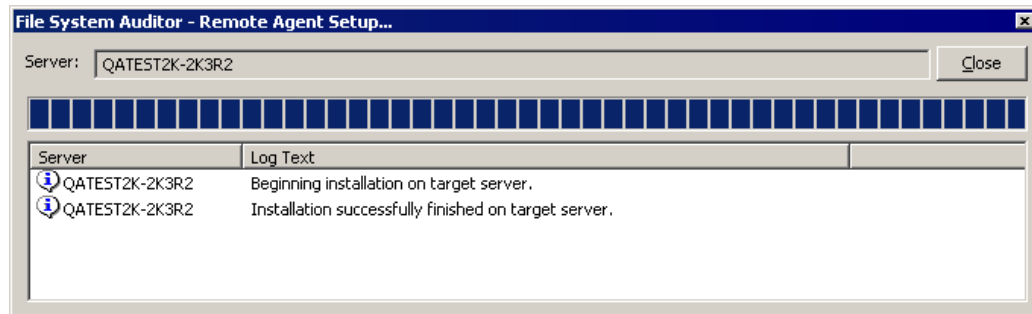 File System Auditor - Remote Agent Setup...
Server: QATEST2K-2K3R2 Close
Server Log Text
QATEST2K-2K3R2 Beginning installation on target server.
QATEST2K-2K3R2 Installation successfully finished on target server.